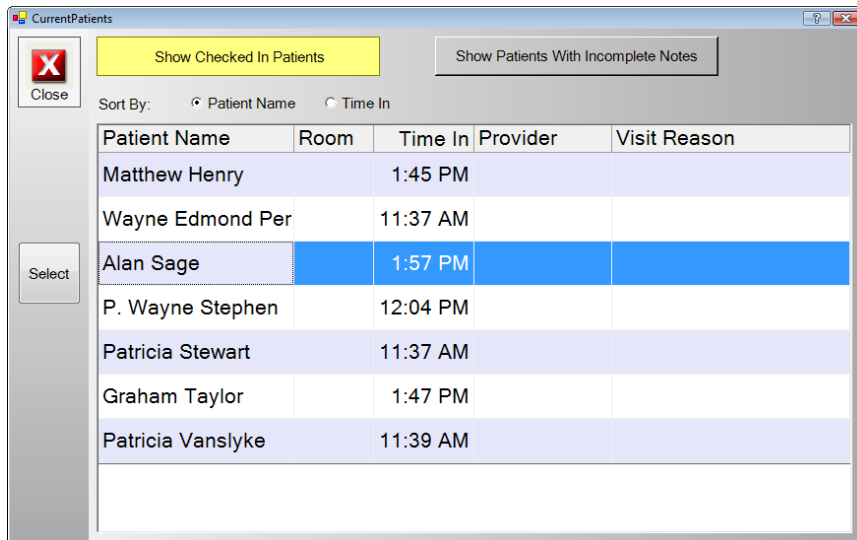 CurrentPatients
Close
Show Checked In Patients
Show Patients With Incomplete Notes
Sort By: Patient Name Time In
Patient Name Room Time In Provider Visit Reason
Matthew Henry 1:45 PM
Wayne Edmond Per 11:37 AM
Select
Alan Sage 1:57 PM
P. Wayne Stephen 12:04 PM
Patricia Stewart 11:37 AM
Graham Taylor 1:47 PM
Patricia Vanslyke 11:39 AM